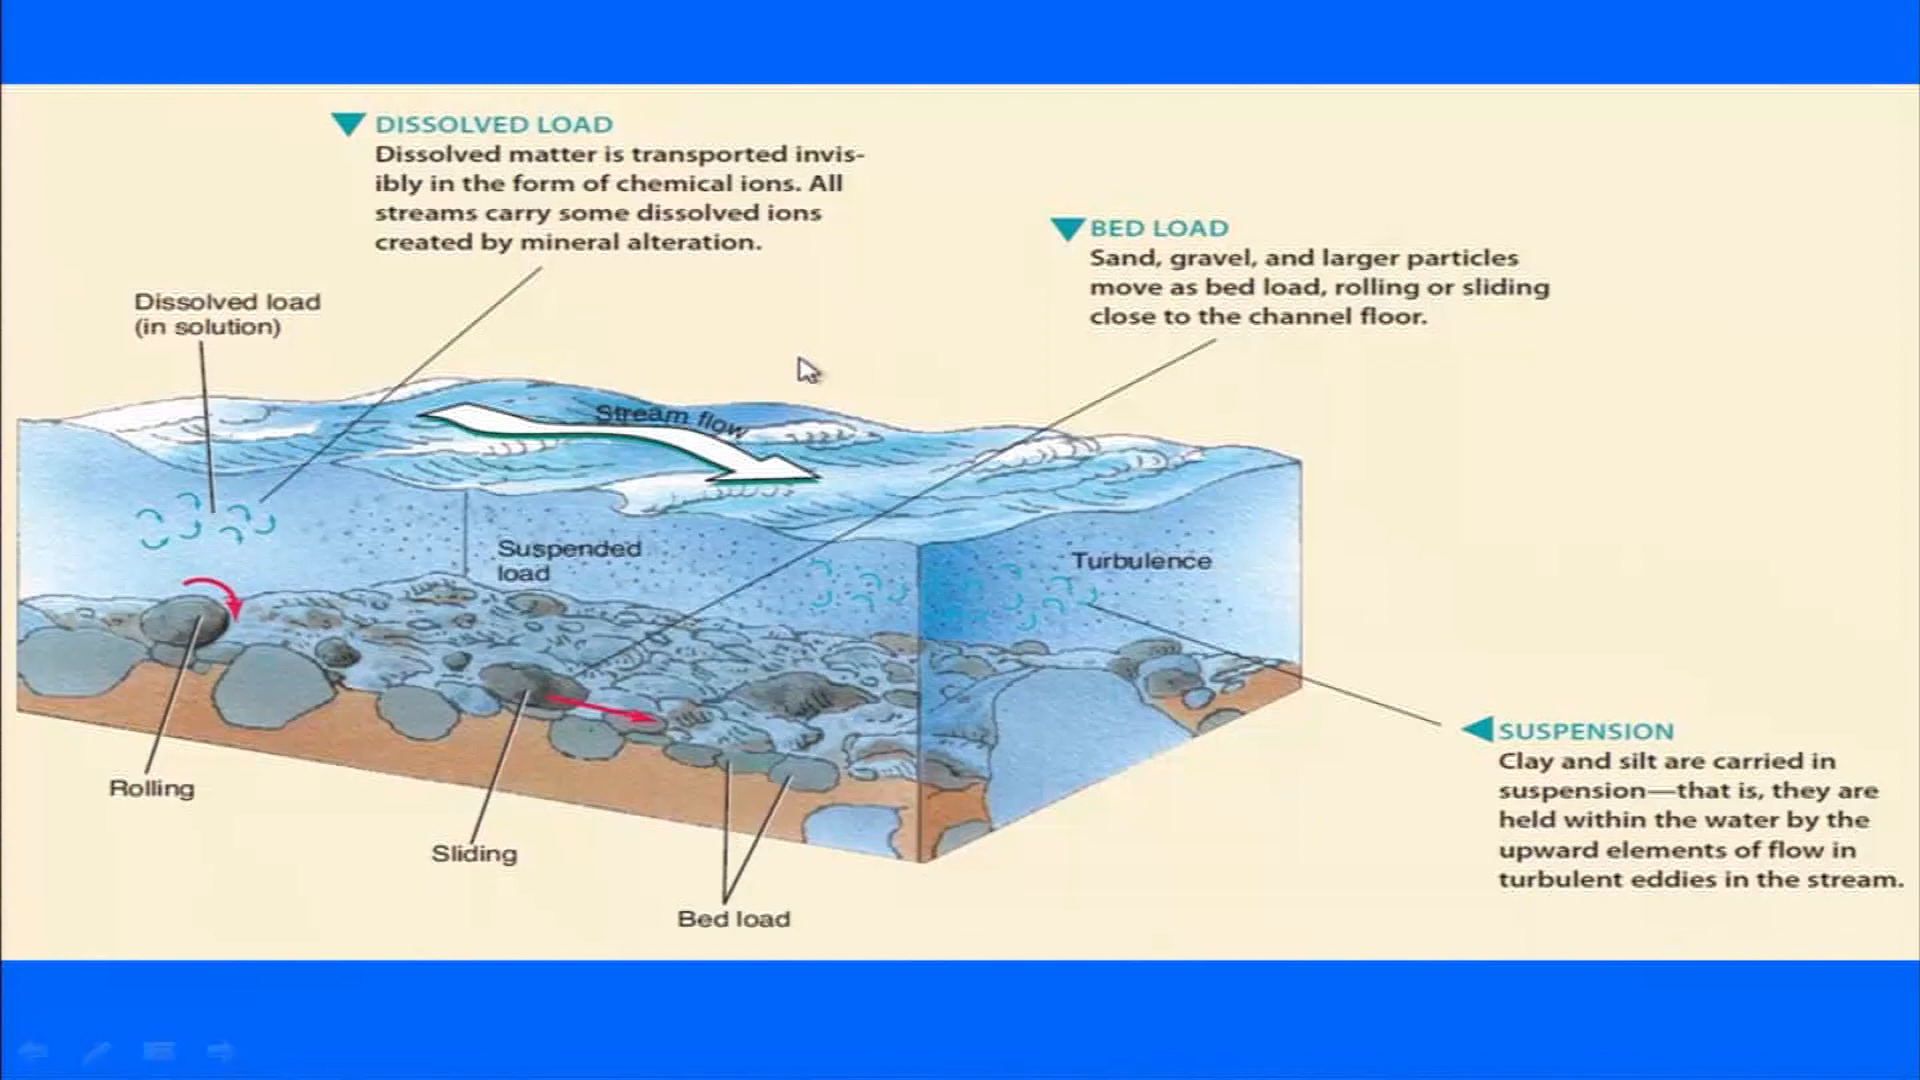 DISSOLVED LOAD
Dissolved matter is transported invis-
ibly in the form of chemical ions. All
streams carry some dissolved ions
created by mineral alteration.
BED LOAD
Sand, gravel, and larger particles
move as bed load, rolling or sliding
close to the channel floor.
Dissolved load
(in solution)
Stream flow
Suspended
load
Turbulence
SUSPENSION
Clay and silt are carried in
suspension—that is, they are
held within the water by the
upward elements of flow in
turbulent eddies in the stream.
Rolling
Sliding
Bed load